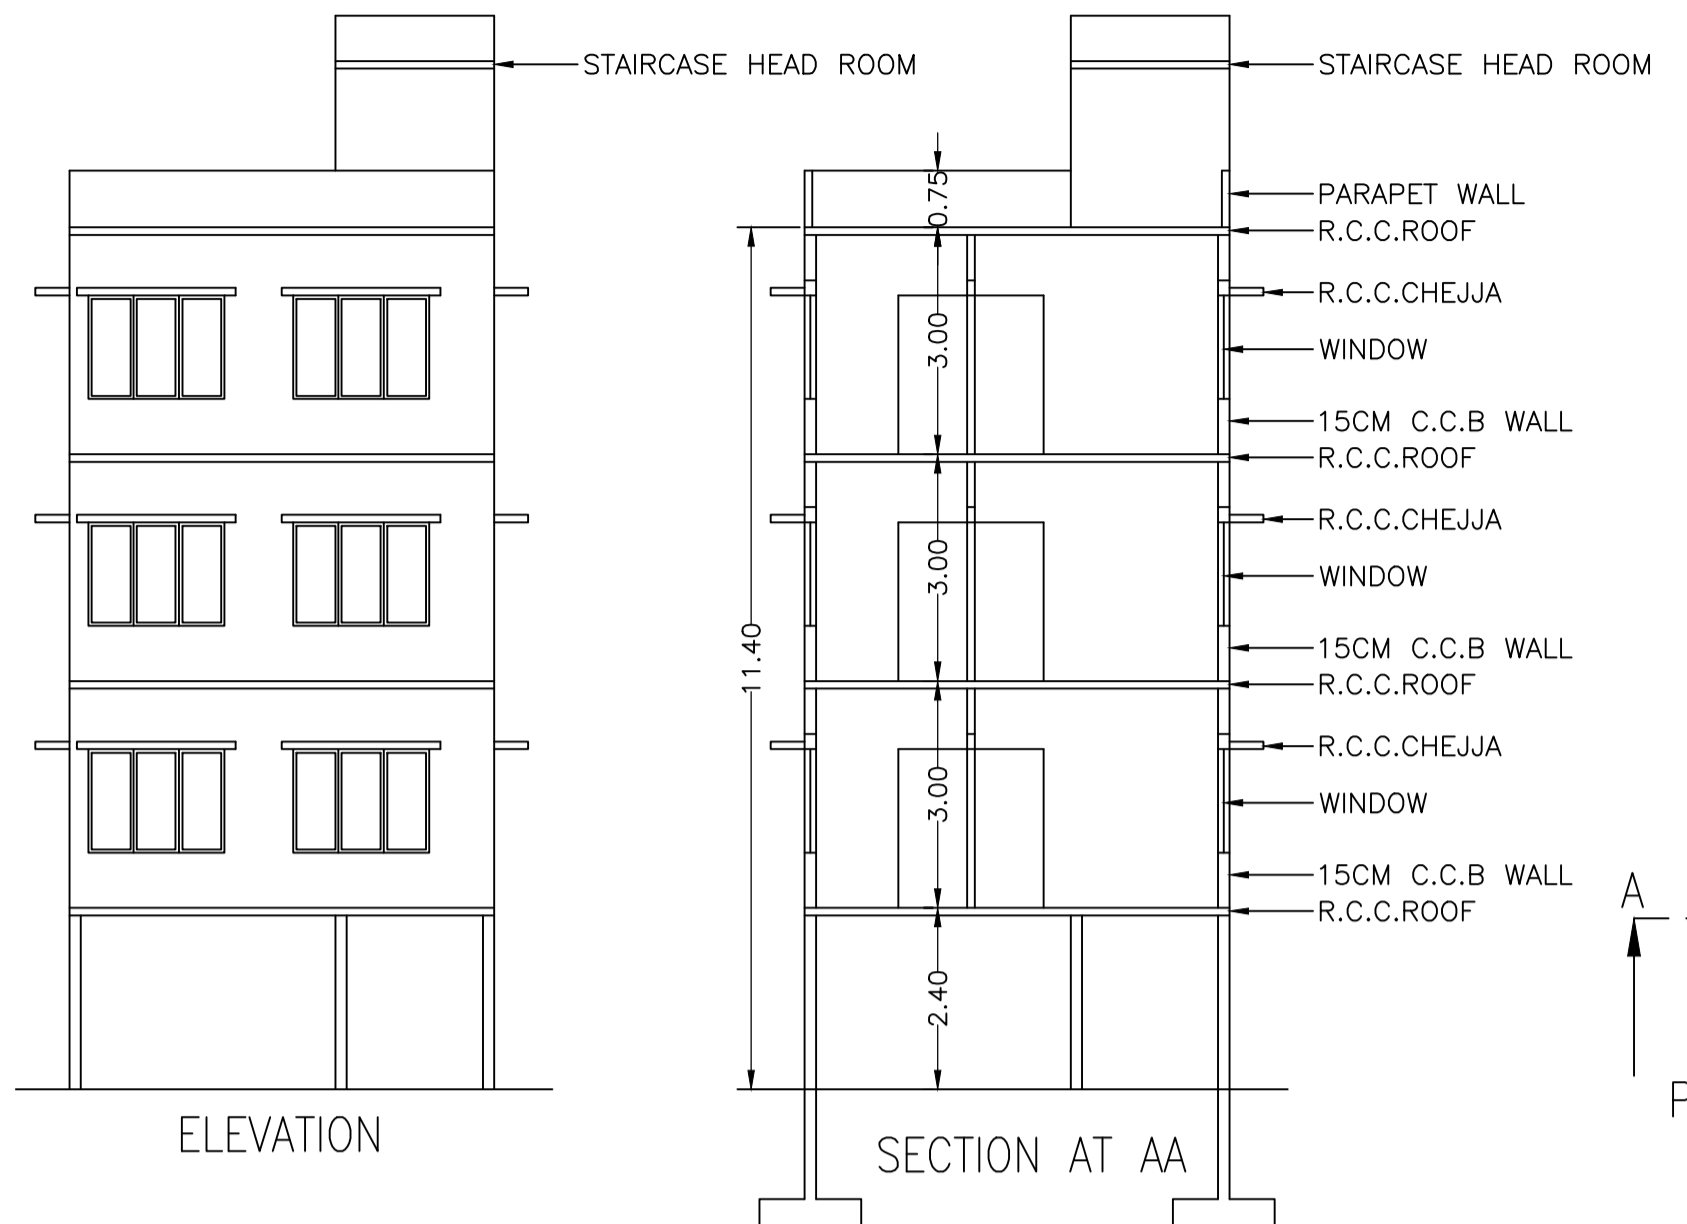 STAIRCASE HEAD ROOM
STAIRCASE HEAD ROOM
0.75
PARAPET WALL
R.C.C.ROOF
R.C.C.CHEJJA
3.00
WINDOW
15CM C.C.B WALL
R.C.C.ROOF
R.C.C.CHEJJA
3.00
WINDOW
11.40
15CM C.C.B WALL
R.C.C.ROOF
R.C.C.CHEJJA
3.00
WINDOW
15CM C.C.B WALL
A
R.C.C.ROOF
2.40
P
ELEVATION
SECTION AT AA